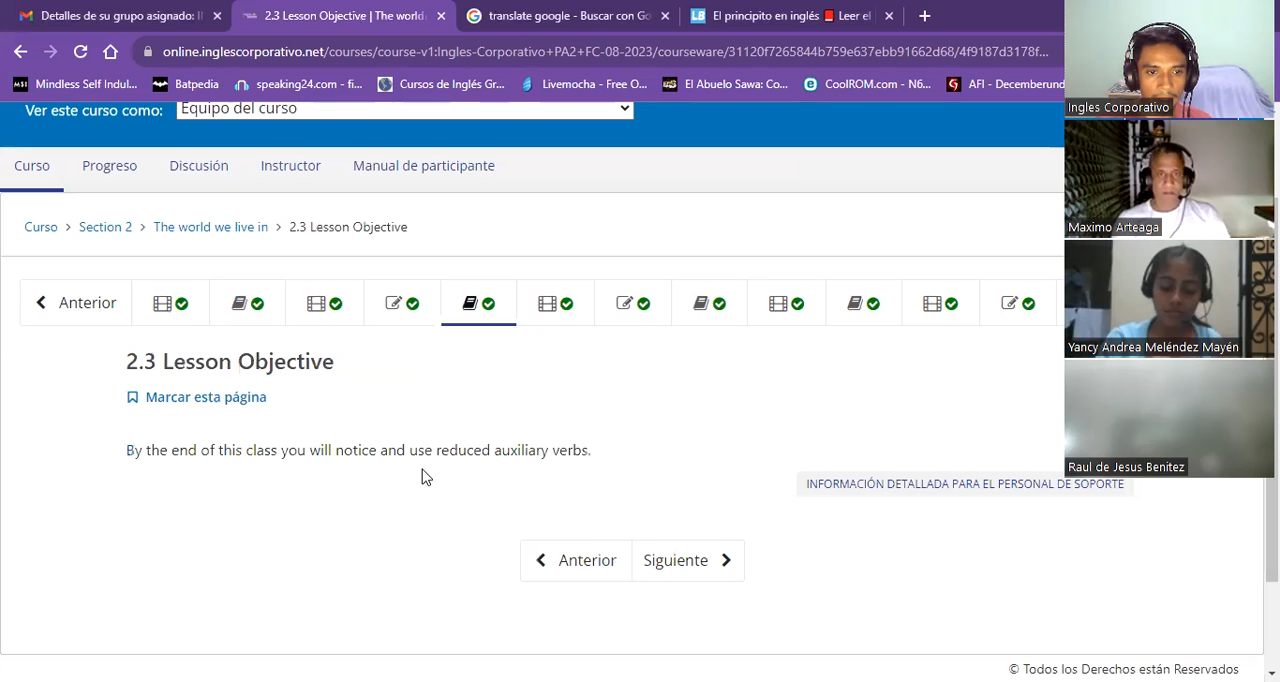 Detalles de su grupo asignado: I
2.3 Lesson Objective | The world
translate google - Buscar con Go
El principito en inglés 📕 Leer el
online.inglescorporativo.net/courses/course-v1:Ingles-Corporativo+PA2+FC-08-2023/courseware/31120f7265844b759e637ebb91662d68/4f9187d3178f...
Mindless Self Indul...
Batpedia
speaking24.com - fi...
Cursos de Inglés Gr...
Livemocha - Free O...
El Abuelo Sawa: Co...
CoolROM.com - N6...
AFI - Decemberund
Ver este curso como:
Equipo del curso
Curso
Progreso
Discusión
Instructor
Manual de participante
Curso > Section 2 > The world we live in > 2.3 Lesson Objective
Anterior
2.3 Lesson Objective
Marcar esta página
By the end of this class you will notice and use reduced auxiliary verbs.
INFORMACIÓN DETALLADA PARA EL PERSONAL DE SOPORTE
Anterior
Siguiente
© Todos los Derechos están Reservados
Ingles Corporativo
Maximo Arteaga
Yancy Andrea Meléndez Mayén
Raul de Jesus Benitez